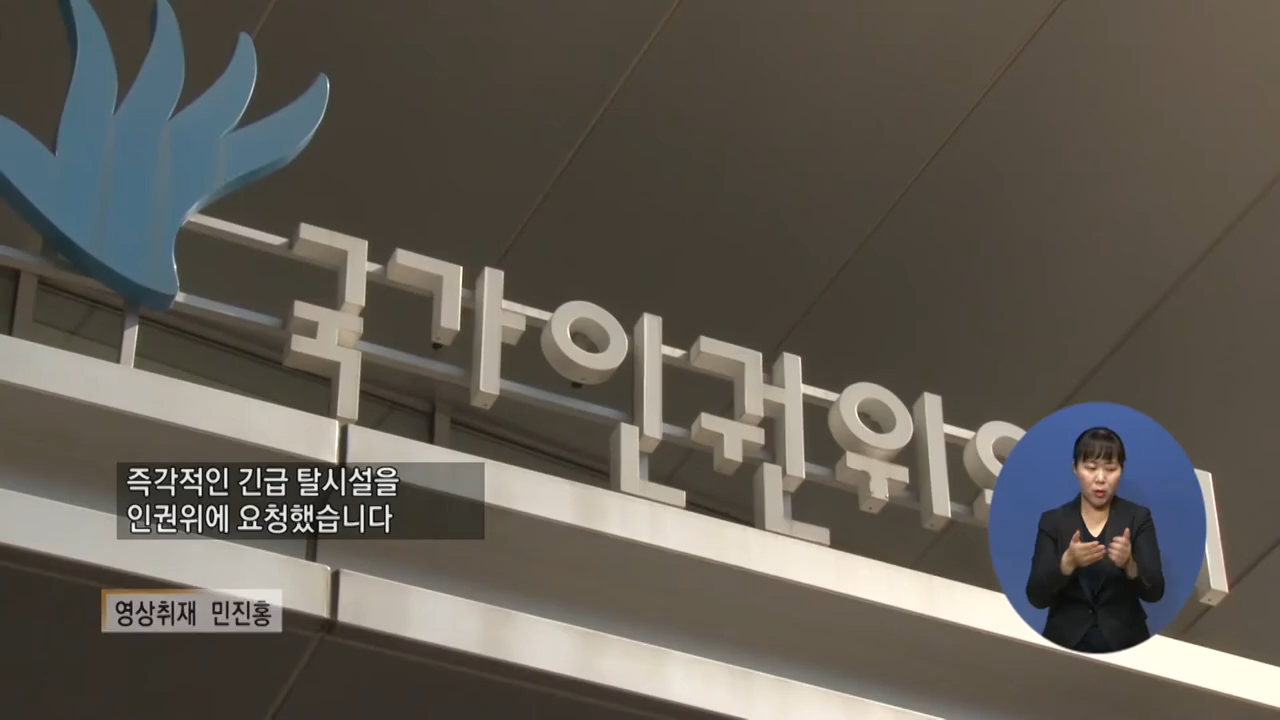 국가인권위원
즉각적인 긴급 탈시설을
인권위에 요청했습니다
영상취재 민진홍